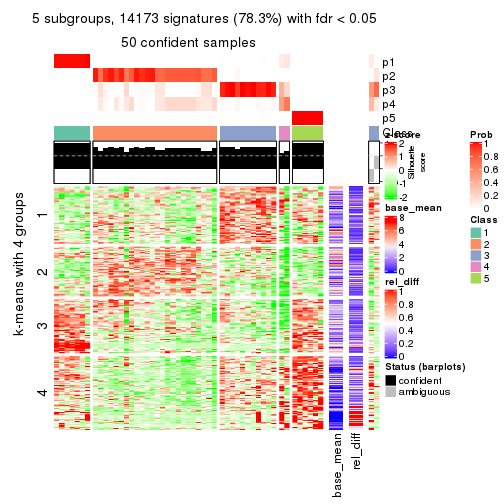 5 subgroups, 14173 signatures (78.3%) with fdr < 0.05
50 confident samples
p1
p2
p3
p4
p5
Class
Silhouette
score
k-means with 4 groups
1
2
3
4
base_mean
rel_diff
z-score
2
1
0
-1
-2
base_mean
8
6
4
2
0
rel_diff
1
0.8
0.6
0.4
0.2
0
Status (barplots)
confident
ambiguous
Prob
1
0.8
0.6
0.4
0.2
0
Class
1
2
3
4
5